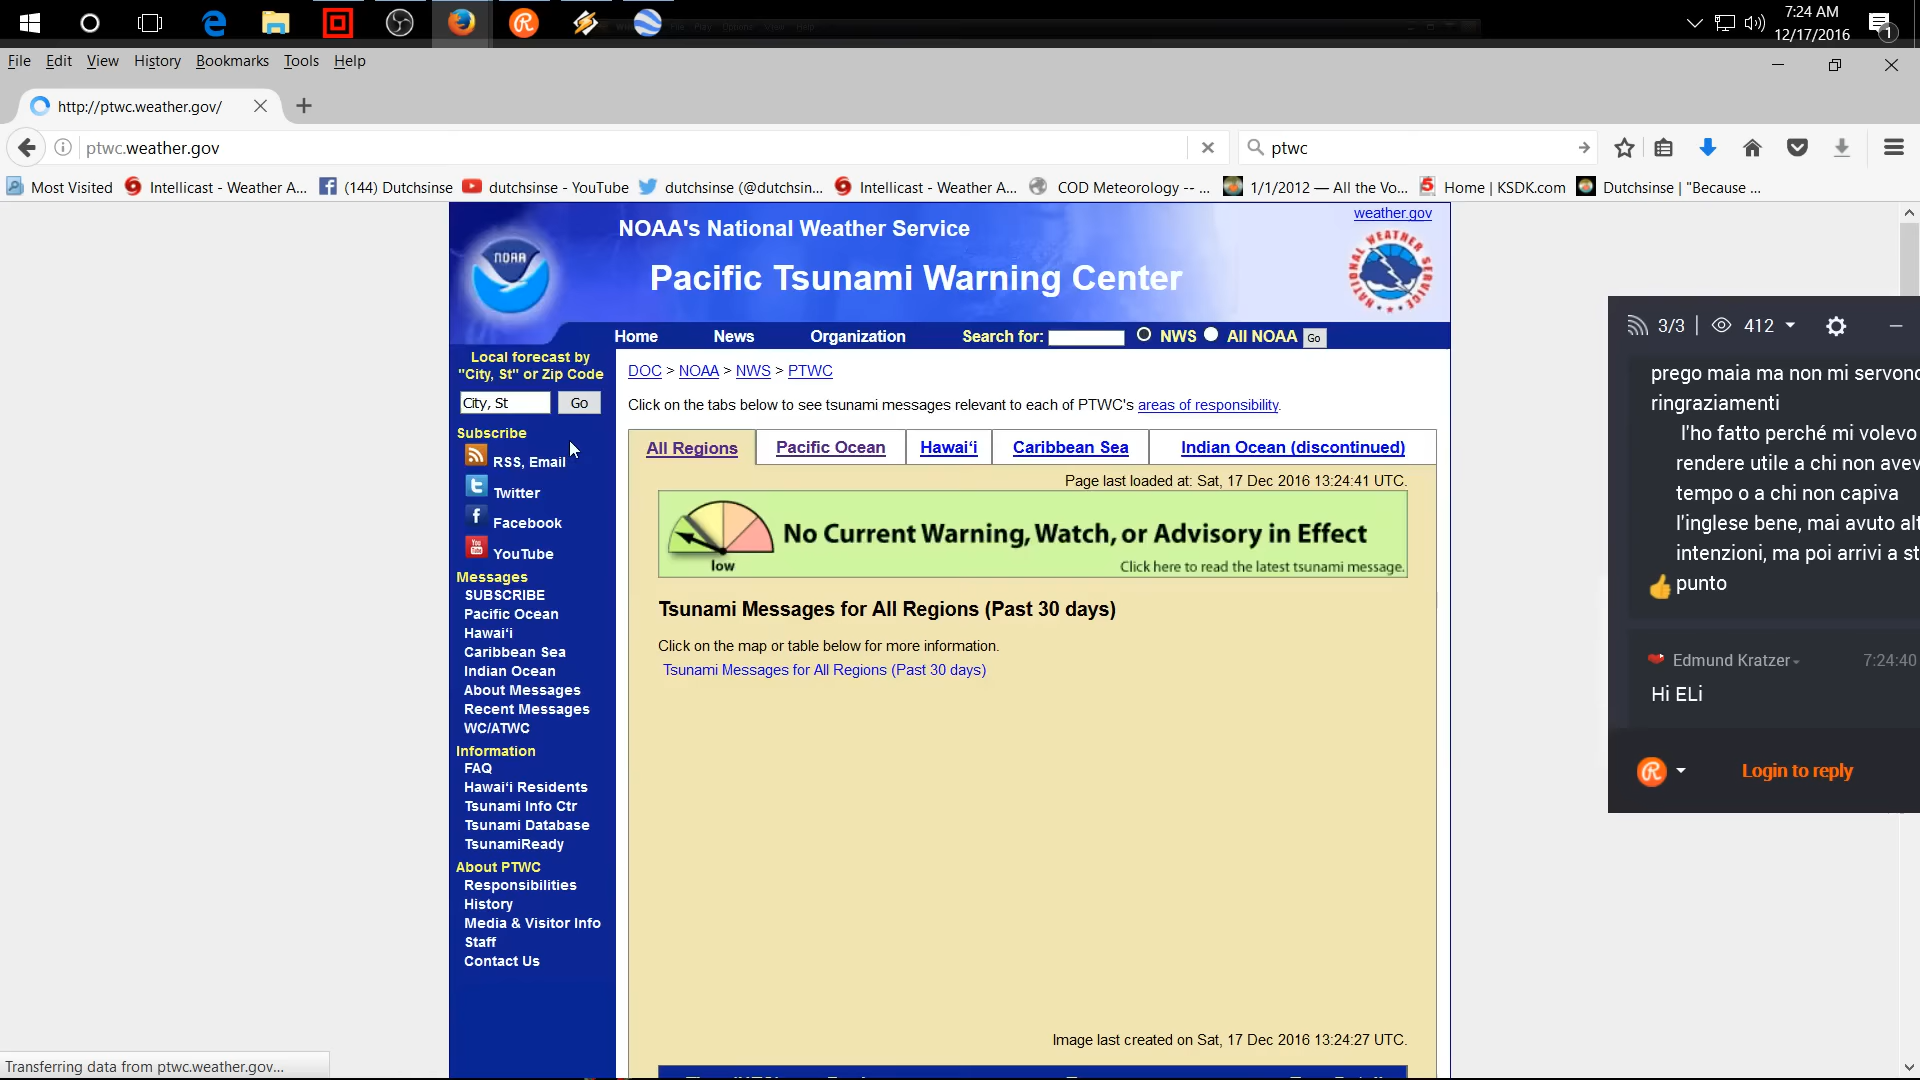 7:24 AM
12/17/2016
1
File Edit View History Bookmarks Tools Help
http://ptwc.weather.gov/
ptwc.weather.gov
ptwc
Most Visited
Intellicast - Weather A...
(144) Dutchsinse
dutchsinse - YouTube
dutchsinse (@dutchsin...
Intellicast - Weather A...
COD Meteorology -- ...
1/1/2012 — All the Vo...
Home | KSDK.com
Dutchsinse | "Because ...
weather.gov
NOAA's National Weather Service
Pacific Tsunami Warning Center
NOAA
NATIONAL WEATHER SERVICE
Home News Organization Search for: NWS All NOAA Go
Local forecast by
"City, St" or Zip Code
City, St Go
Subscribe
RSS, Email
Twitter
Facebook
YouTube
Messages
SUBSCRIBE
Pacific Ocean
Hawai‘i
Caribbean Sea
Indian Ocean
About Messages
Recent Messages
WC/ATWC
Information
FAQ
Hawai‘i Residents
Tsunami Info Ctr
Tsunami Database
TsunamiReady
About PTWC
Responsibilities
History
Media & Visitor Info
Staff
Contact Us
DOC > NOAA > NWS > PTWC
Click on the tabs below to see tsunami messages relevant to each of PTWC's areas of responsibility.
All Regions Pacific Ocean Hawai‘i Caribbean Sea Indian Ocean (discontinued)
Page last loaded at: Sat, 17 Dec 2016 13:24:41 UTC.
No Current Warning, Watch, or Advisory in Effect
low
Click here to read the latest tsunami message.
Tsunami Messages for All Regions (Past 30 days)
Click on the map or table below for more information.
Tsunami Messages for All Regions (Past 30 days)
Image last created on Sat, 17 Dec 2016 13:24:27 UTC.
3/3 | 412
prego maia ma non mi servono
ringraziamenti
l'ho fatto perché mi volevo
rendere utile a chi non avev
tempo o a chi non capiva
l'inglese bene, mai avuto alt
intenzioni, ma poi arrivi a st
punto
Edmund Kratzer 7:24:40
Hi ELi
Login to reply
Transferring data from ptwc.weather.gov...